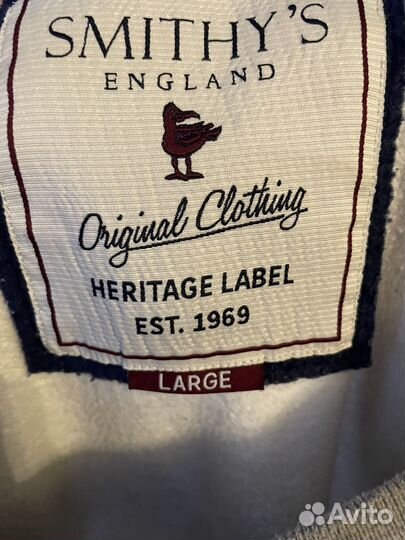 SMITHY'S
ENGLAND
Original Clothing
HERITAGE LABEL
EST. 1969
LARGE
Avito